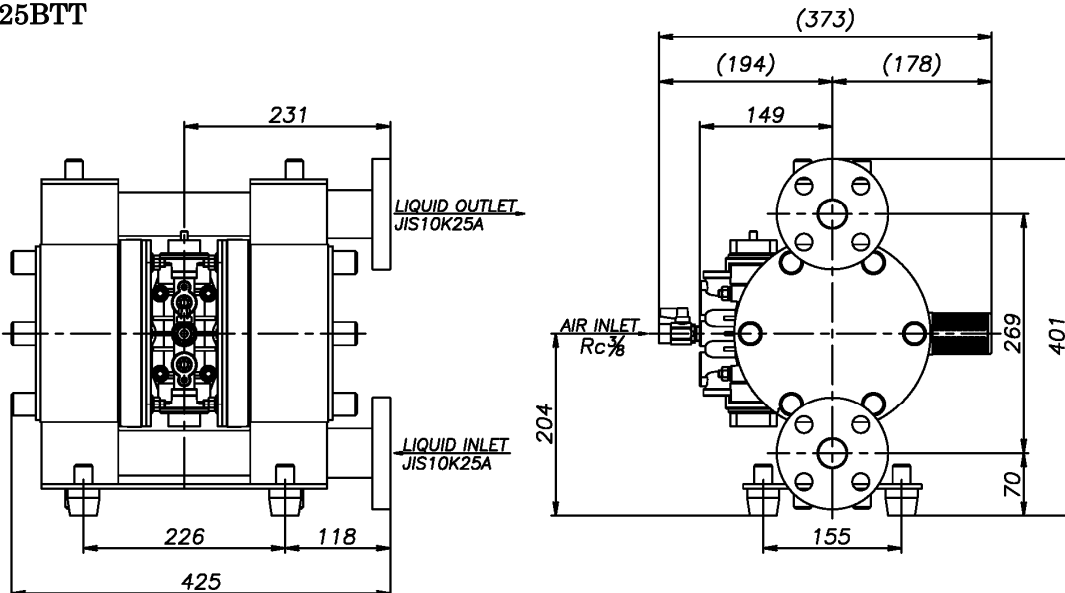 25BTT
(373)
(194)
(178)
231
149
LIQUID OUTLET
JIS10K25A
AIR INLET
Rc3/8
269
401
204
LIQUID INLET
JIS10K25A
70
226
118
155
425